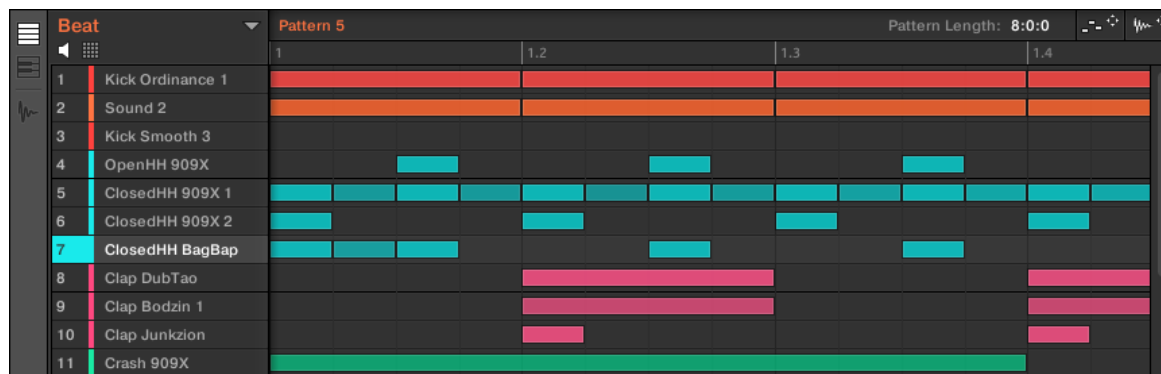 Beat Pattern 5 Pattern Length: 8:0:0
1 1.2 1.3 1.4
1 Kick Ordinance 1
2 Sound 2
3 Kick Smooth 3
4 OpenHH 909X
5 ClosedHH 909X 1
6 ClosedHH 909X 2
7 ClosedHH BagBap
8 Clap DubTao
9 Clap Bodzin 1
10 Clap Junkzion
11 Crash 909X